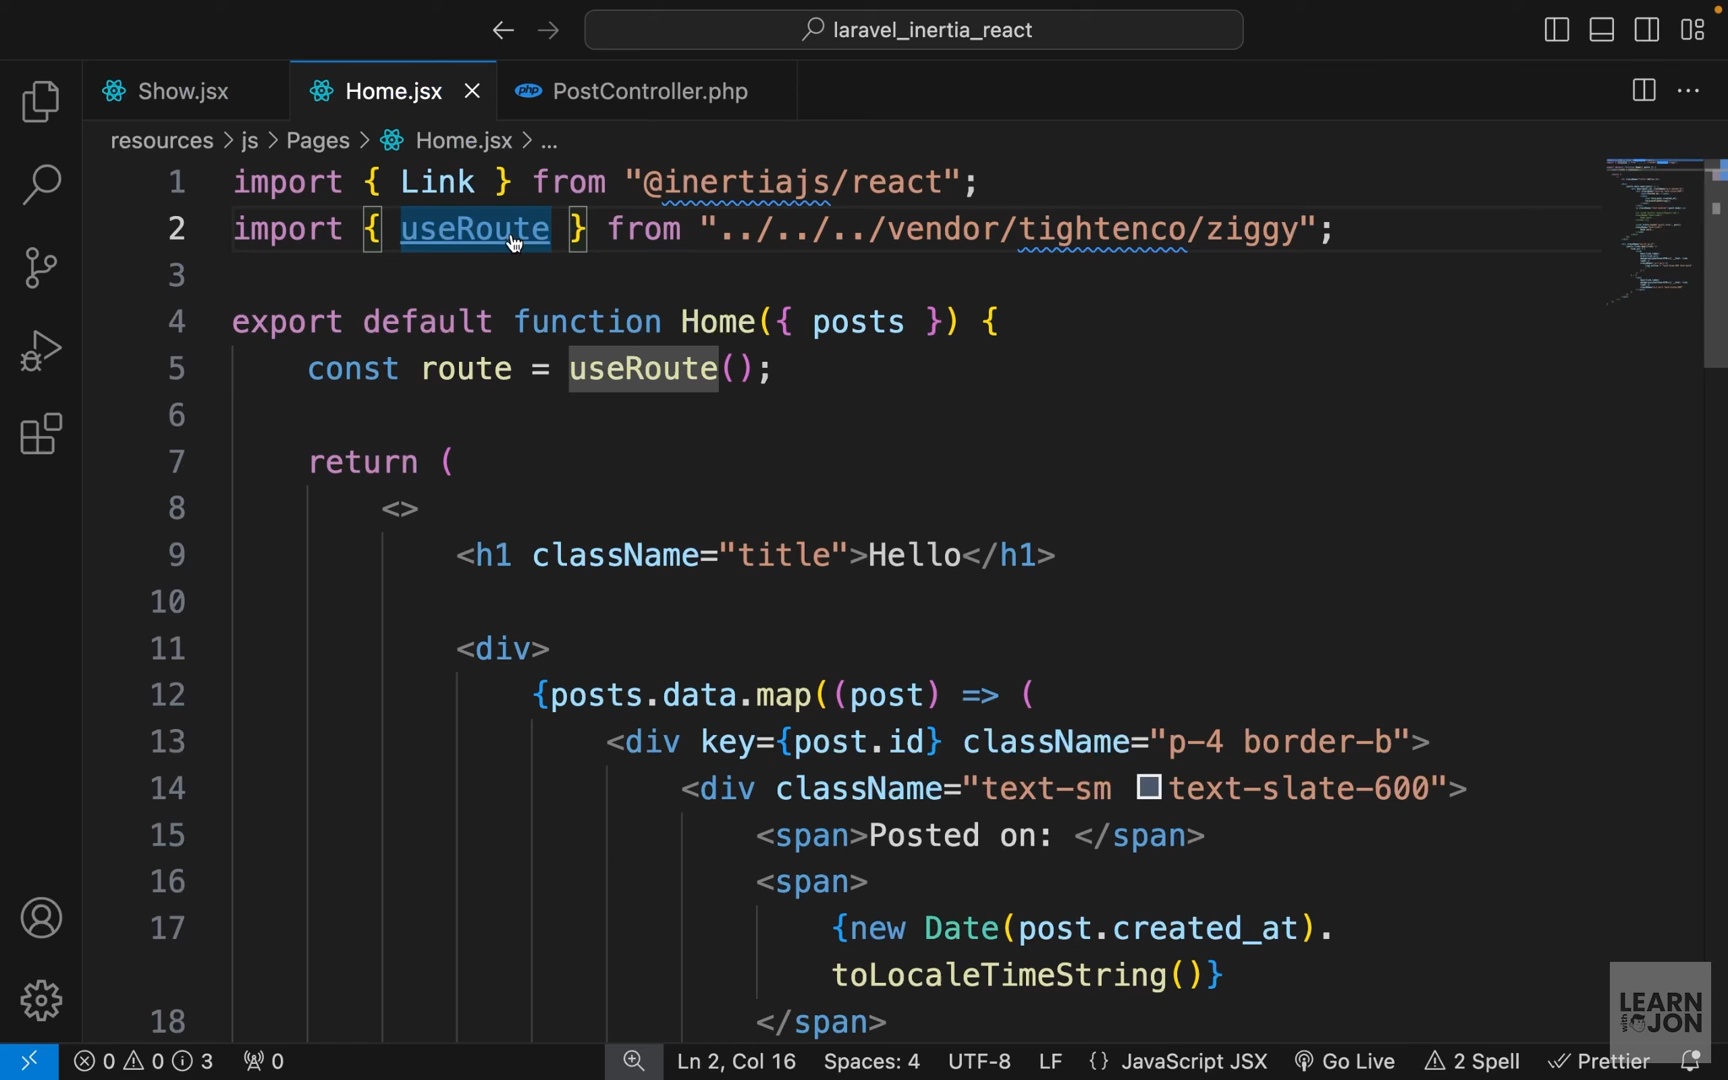 laravel_inertia_react
Show.jsx
Home.jsx
php PostController.php
resources > js > Pages > Home.jsx > ...
1 import { Link } from "@inertiajs/react";
2 import { useRoute } from "../../../vendor/tightenco/ziggy";
3
4 export default function Home({ posts }) {
5 const route = useRoute();
6
7 return (
8 <>
9 <h1 className="title">Hello</h1>
10
11 <div>
12 {posts.data.map((post) => (
13 <div key={post.id} className="p-4 border-b">
14 <div className="text-sm text-slate-600">
15 <span>Posted on: </span>
16 <span>
17 {new Date(post.created_at).
toLocaleTimeString()}
18 </span>
LEARN
with JON
0 0 3 0 Ln 2, Col 16 Spaces: 4 UTF-8 LF {} JavaScript JSX Go Live 2 Spell Prettier